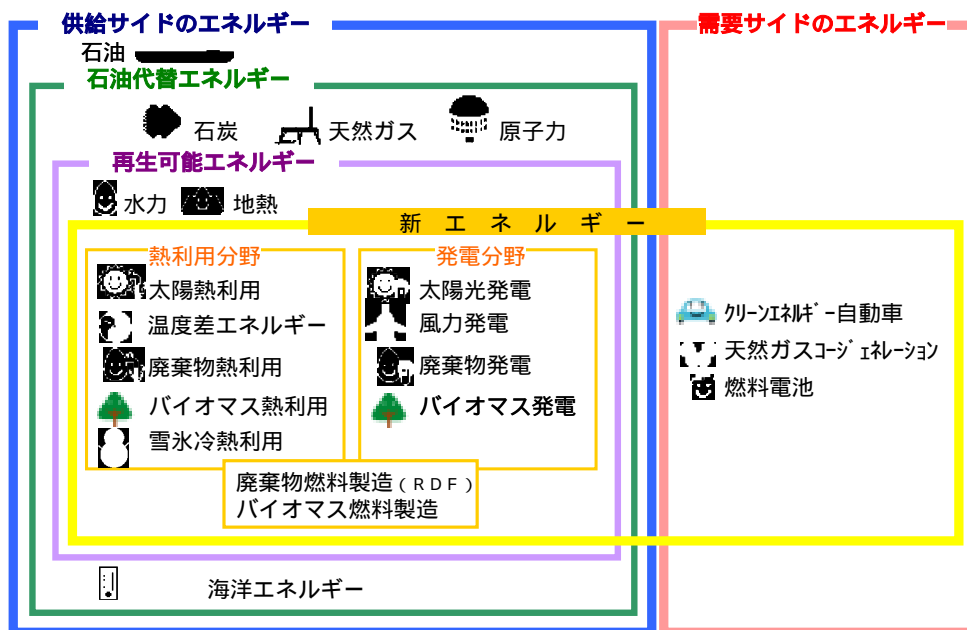 供給サイドのエネルギー
需要サイドのエネルギー
石油
石油代替エネルギー
石炭
天然ガス
原子力
再生可能エネルギー
水力
地熱
新エネルギー
熱利用分野
発電分野
太陽熱利用
温度差エネルギー
廃棄物熱利用
バイオマス熱利用
雪氷冷熱利用
太陽光発電
風力発電
廃棄物発電
バイオマス発電
廃棄物燃料製造(RDF)
バイオマス燃料製造
クリーンエネルギー自動車
天然ガスコージェネレーション
燃料電池
海洋エネルギー